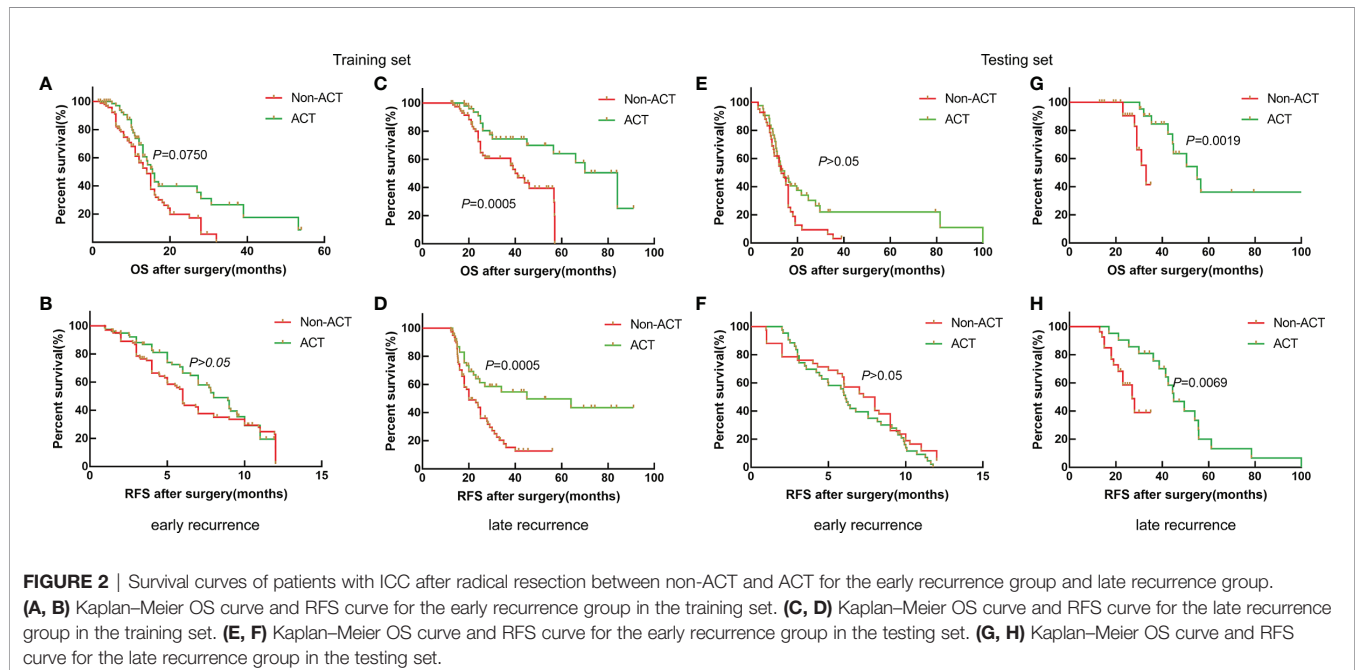 Training set
Testing set
A
Percent survival(%)
100
80
60
40
20
0
20
40
60
OS after surgery(months)
Non-ACT
ACT
P=0.0750
C
Percent survival(%)
100
80
60
40
20
0
20
40
60
80
100
OS after surgery(months)
Non-ACT
ACT
P=0.0005
E
Percent survival(%)
100
80
60
40
20
0
20
40
60
80
100
OS after surgery(months)
Non-ACT
ACT
P>0.05
G
Percent survival(%)
100
80
60
40
20
0
20
40
60
80
100
OS after surgery(months)
Non-ACT
ACT
P=0.0019
B
Percent survival(%)
100
80
60
40
20
0
0
5
10
15
RFS after surgery(months)
Non-ACT
ACT
P>0.05
early recurrence
D
Percent survival(%)
100
80
60
40
20
0
20
40
60
80
100
RFS after surgery(months)
Non-ACT
ACT
P=0.0005
late recurrence
F
Percent survival(%)
100
80
60
40
20
0
0
5
10
15
RFS after surgery(months)
Non-ACT
ACT
P>0.05
early recurrence
H
Percent survival(%)
100
80
60
40
20
0
20
40
60
80
100
RFS after surgery(months)
Non-ACT
ACT
P=0.0069
late recurrence
FIGURE 2 | Survival curves of patients with ICC after radical resection between non-ACT and ACT for the early recurrence group and late recurrence group.
(A, B) Kaplan–Meier OS curve and RFS curve for the early recurrence group in the training set. (C, D) Kaplan–Meier OS curve and RFS curve for the late recurrence
group in the training set. (E, F) Kaplan–Meier OS curve and RFS curve for the early recurrence group in the testing set. (G, H) Kaplan–Meier OS curve and RFS
curve for the late recurrence group in the testing set.